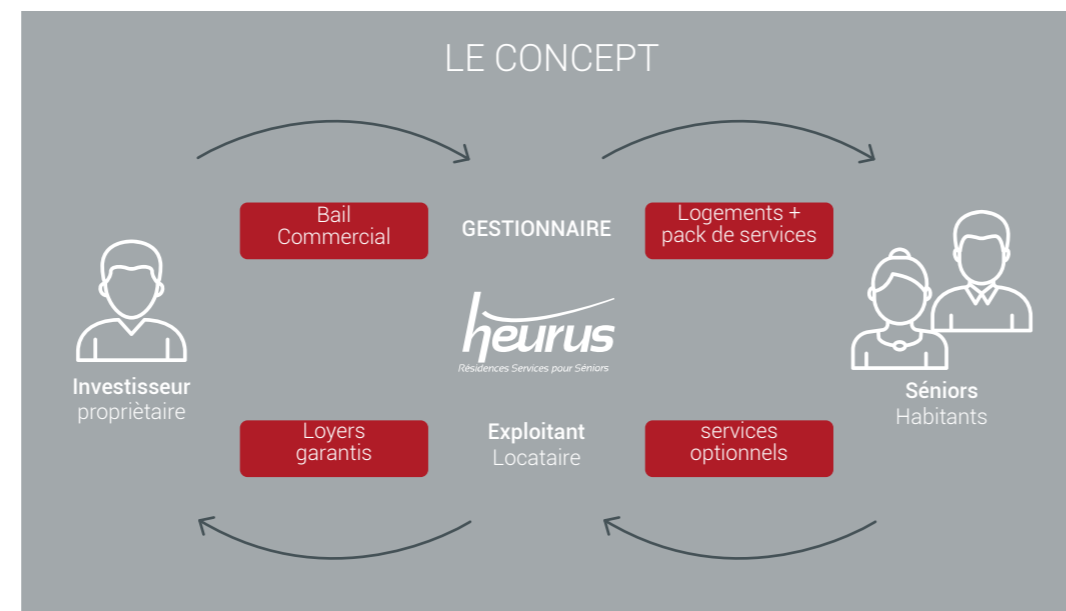 LE CONCEPT
Bail
Commercial
GESTIONNAIRE
Logements +
pack de services
heurus
Résidences Services pour Séniors
Investisseur
propriètaire
Séniors
Habitants
Loyers
garantis
Exploitant
Locataire
services
optionnels